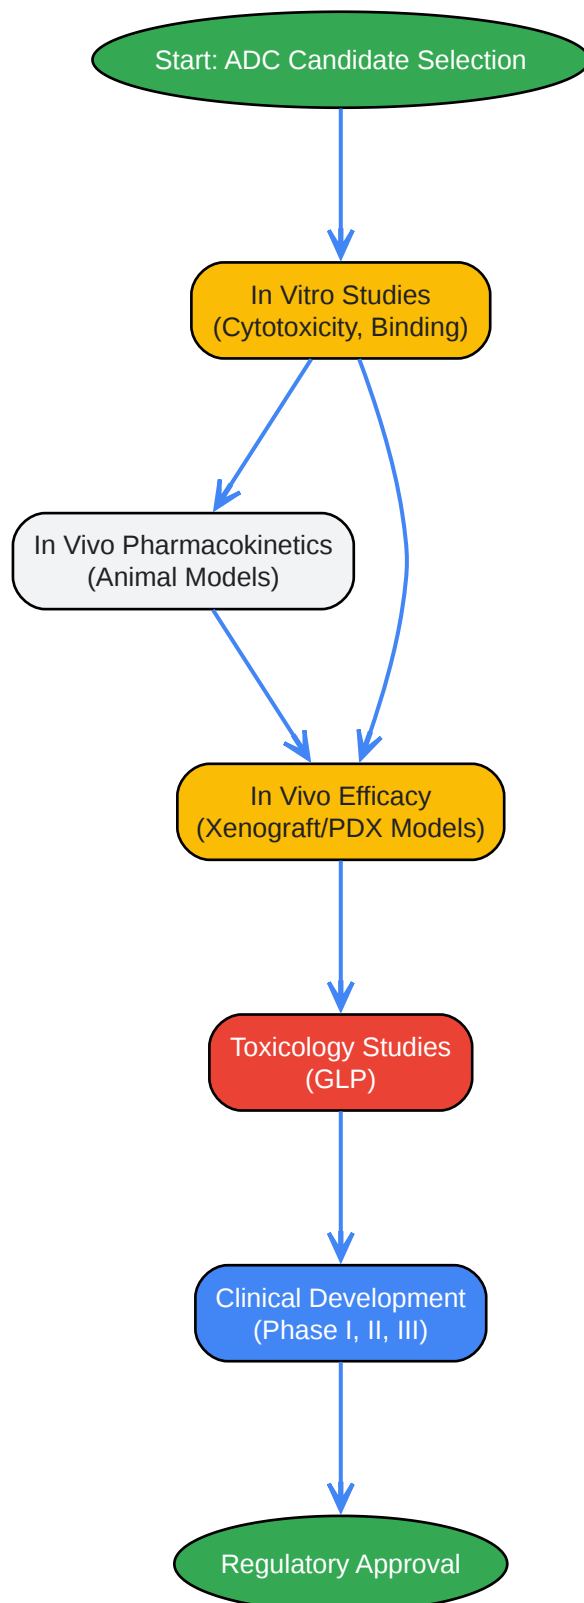 Start: ADC Candidate Selection
In Vitro Studies
(Cytotoxicity, Binding)
In Vivo Pharmacokinetics
(Animal Models)
In Vivo Efficacy
(Xenograft/PDX Models)
Toxicology Studies
(GLP)
Clinical Development
(Phase I, II, III)
Regulatory Approval